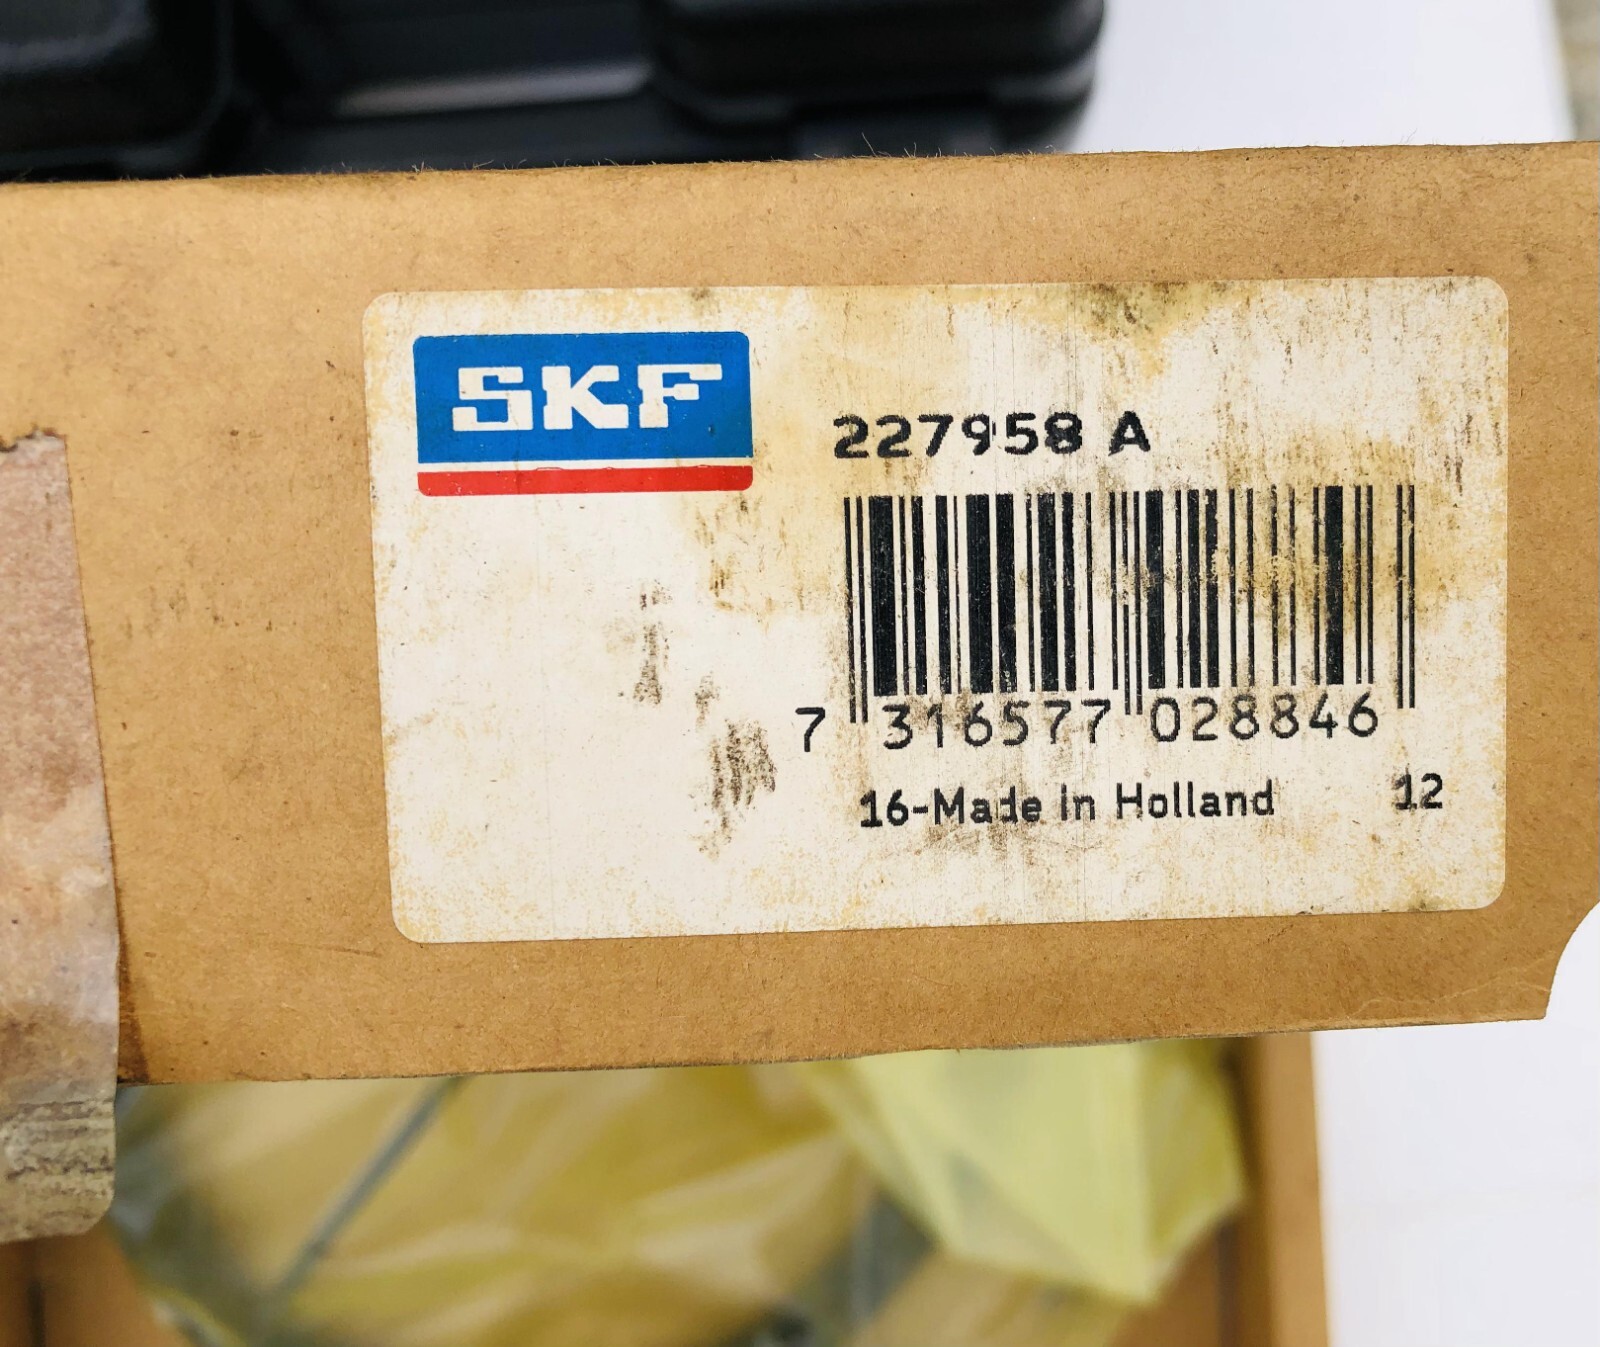 SKF
227958 A
7 316577 028846
16-Made in Holland 12